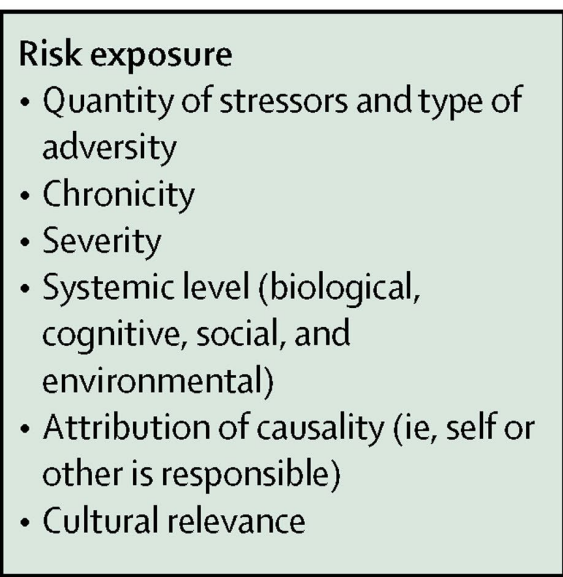 Risk exposure
• Quantity of stressors and type of
adversity
• Chronicity
• Severity
• Systemic level (biological,
cognitive, social, and
environmental)
• Attribution of causality (ie, self or
other is responsible)
• Cultural relevance